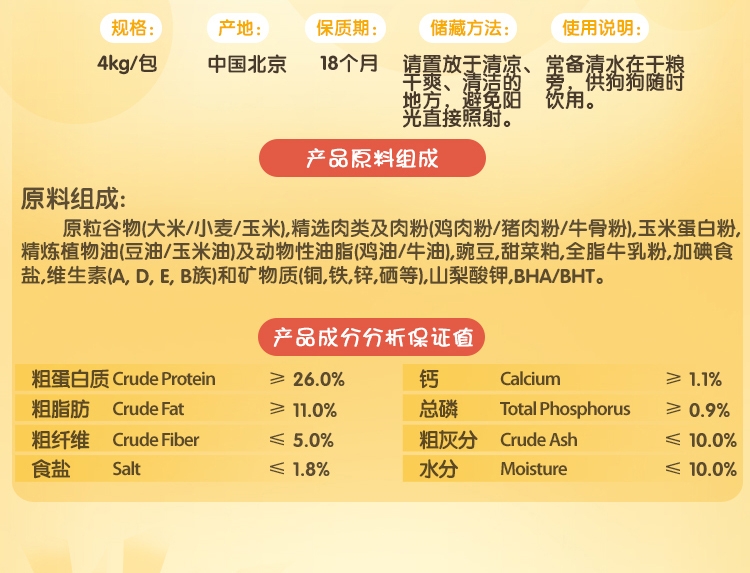 规格: 产地: 保质期: 储藏方法: 使用说明:
4kg/包 中国北京 18个月 请置放于清凉、 常备清水在干粮
干爽、清洁的 旁，供狗狗随时
地方，避免阳 饮用。
光直接照射。
产品原料组成
原料组成:
原粒谷物(大米/小麦/玉米),精选肉类及肉粉(鸡肉粉/猪肉粉/牛骨粉),玉米蛋白粉,
精炼植物油(豆油/玉米油)及动物性油脂(鸡油/牛油),豌豆,甜菜粕,全脂牛乳粉,加碘食
盐,维生素(A, D, E, B族)和矿物质(铜,铁,锌,硒等),山梨酸钾,BHA/BHT。
产品成分分析保证值
粗蛋白质 Crude Protein ≥ 26.0% 钙 Calcium ≥ 1.1%
粗脂肪 Crude Fat ≥ 11.0% 总磷 Total Phosphorus ≥ 0.9%
粗纤维 Crude Fiber ≤ 5.0% 粗灰分 Crude Ash ≤ 10.0%
食盐 Salt ≤ 1.8% 水分 Moisture ≤ 10.0%